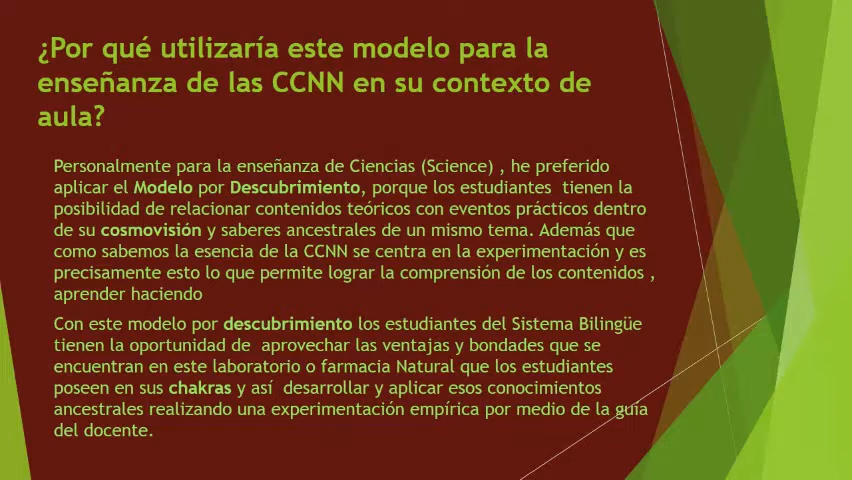 ¿Por qué utilizaría este modelo para la
enseñanza de las CCNN en su contexto de
aula?
Personalmente para la enseñanza de Ciencias (Science) , he preferido
aplicar el Modelo por Descubrimiento, porque los estudiantes  tienen la
posibilidad de relacionar contenidos teóricos con eventos prácticos dentro
de su cosmovisión y saberes ancestrales de un mismo tema. Además que
como sabemos la esencia de la CCNN se centra en la experimentación y es
precisamente esto lo que permite lograr la comprensión de los contenidos ,
aprender haciendo
Con este modelo por descubrimiento los estudiantes del Sistema Bilingüe
tienen la oportunidad de  aprovechar las ventajas y bondades que se
encuentran en este laboratorio o farmacia Natural que los estudiantes
poseen en sus chakras y así  desarrollar y aplicar esos conocimientos
ancestrales realizando una experimentación empírica por medio de la guía
del docente.